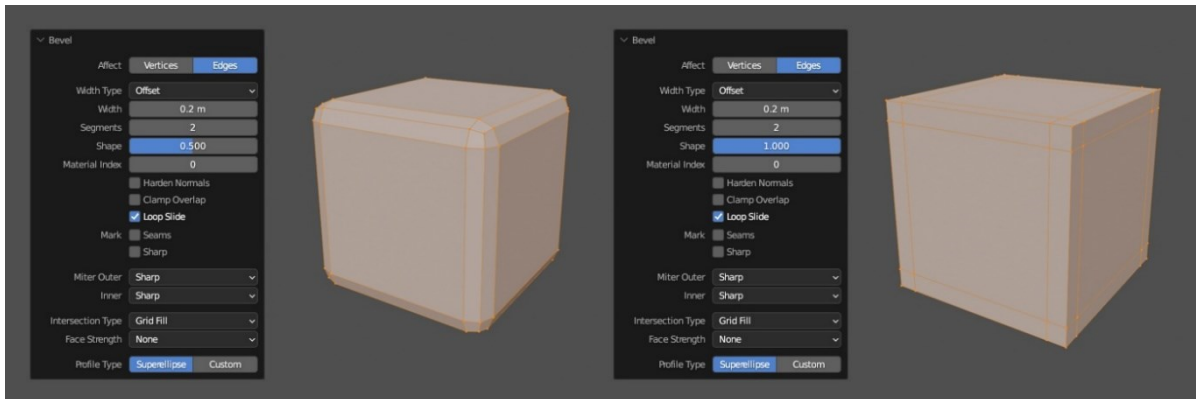 Bevel
Affect Vertices Edges
Width Type Offset
Width 0.2 m
Segments 2
Shape 0.500
Material Index 0
Harden Normals
Clamp Overlap
Loop Slide
Mark Seams
Sharp
Miter Outer Sharp
Inner Sharp
Intersection Type Grid Fill
Face Strength None
Profile Type Superellipse Custom
Bevel
Affect Vertices Edges
Width Type Offset
Width 0.2 m
Segments 2
Shape 1.000
Material Index 0
Harden Normals
Clamp Overlap
Loop Slide
Mark Seams
Sharp
Miter Outer Sharp
Inner Sharp
Intersection Type Grid Fill
Face Strength None
Profile Type Superellipse Custom